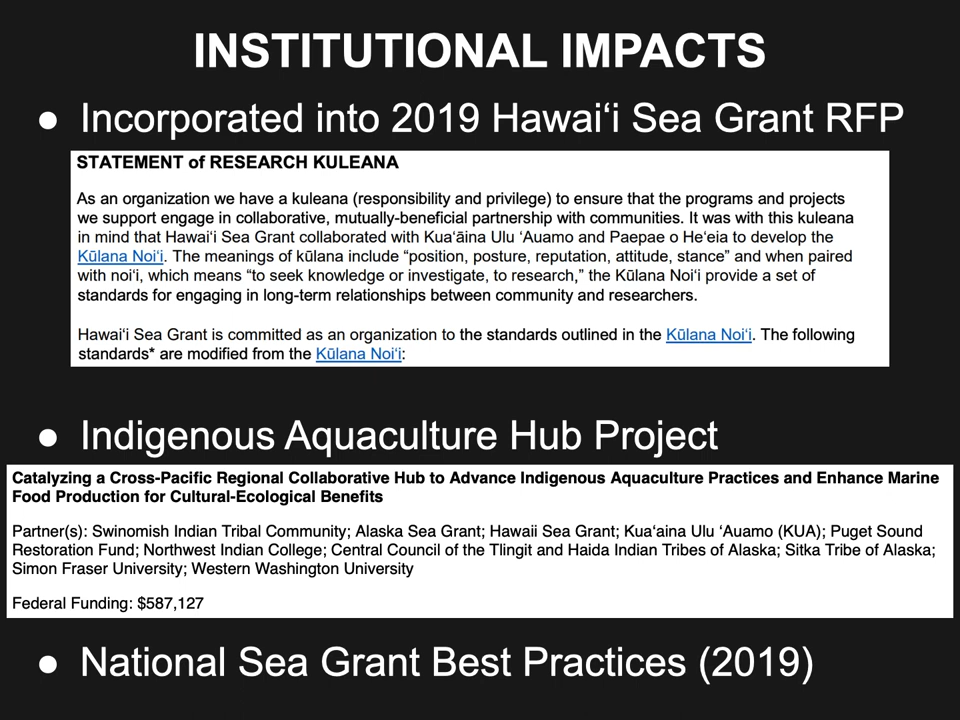 INSTITUTIONAL IMPACTS
● Incorporated into 2019 Hawaiʻi Sea Grant RFP
STATEMENT of RESEARCH KULEANA
As an organization we have a kuleana (responsibility and privilege) to ensure that the programs and projects
we support engage in collaborative, mutually-beneficial partnership with communities. It was with this kuleana
in mind that Hawaiʻi Sea Grant collaborated with Kuaʻāina Ulu ʻAuamo and Paepae o Heʻeia to develop the
Kūlana Noiʻi. The meanings of kūlana include “position, posture, reputation, attitude, stance” and when paired
with noiʻi, which means “to seek knowledge or investigate, to research,” the Kūlana Noiʻi provide a set of
standards for engaging in long-term relationships between community and researchers.
Hawaiʻi Sea Grant is committed as an organization to the standards outlined in the Kūlana Noiʻi. The following
standards* are modified from the Kūlana Noiʻi:
● Indigenous Aquaculture Hub Project
Catalyzing a Cross-Pacific Regional Collaborative Hub to Advance Indigenous Aquaculture Practices and Enhance Marine
Food Production for Cultural-Ecological Benefits
Partner(s): Swinomish Indian Tribal Community; Alaska Sea Grant; Hawaii Sea Grant; Kuaʻaina Ulu ʻAuamo (KUA); Puget Sound
Restoration Fund; Northwest Indian College; Central Council of the Tlingit and Haida Indian Tribes of Alaska; Sitka Tribe of Alaska;
Simon Fraser University; Western Washington University
Federal Funding: $587,127
● National Sea Grant Best Practices (2019)